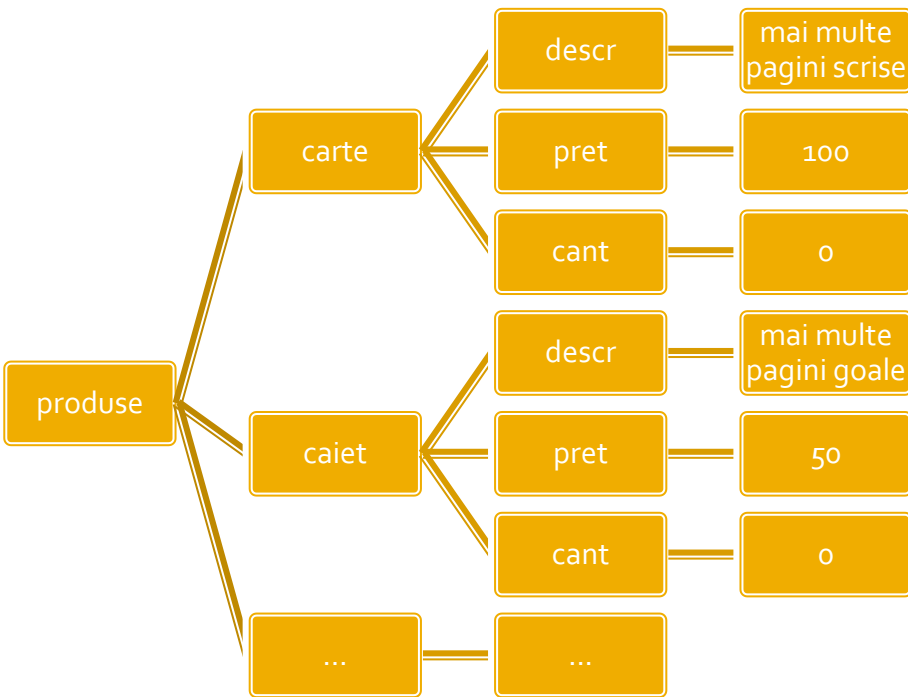 produse
carte
descr
mai multe
pagini scrise
pret
100
cant
0
caiet
descr
mai multe
pagini goale
pret
50
cant
0
...
...